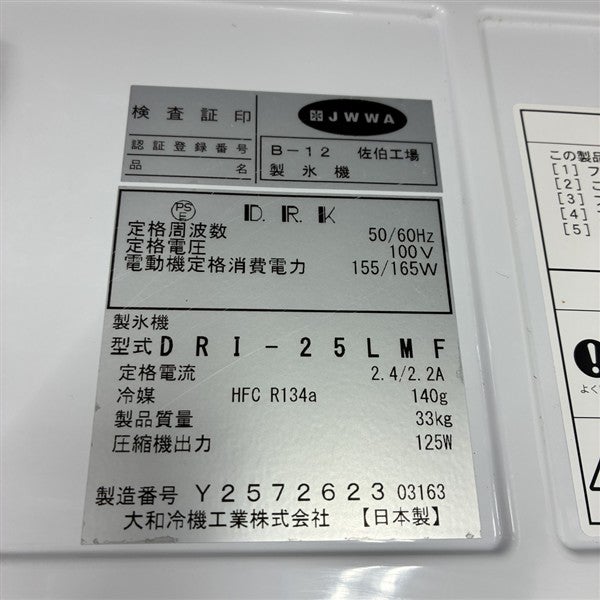 検査証印
JWWA
認証登録番号
B-12 佐伯工場
品名
製氷機
PS
E
D.R.K
定格周波数 50/60Hz
定格電圧 100V
電動機定格消費電力 155/165W
製氷機
型式 DRI-25LMF
定格電流 2.4/2.2A
冷媒 HFC R134a 140g
製品質量 33kg
圧縮機出力 125W
製造番号 Y2572623 03163
大和冷機工業株式会社 【日本製】
この製品
[1]
[2]
[3]
[4]
[5]